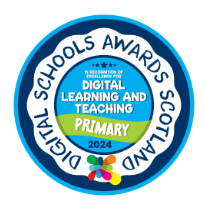 DIGITAL SCHOOLS AWARDS SCOTLAND
IN RECOGNITION OF
EXCELLENCE FOR
DIGITAL
LEARNING AND
TEACHING
PRIMARY
2024